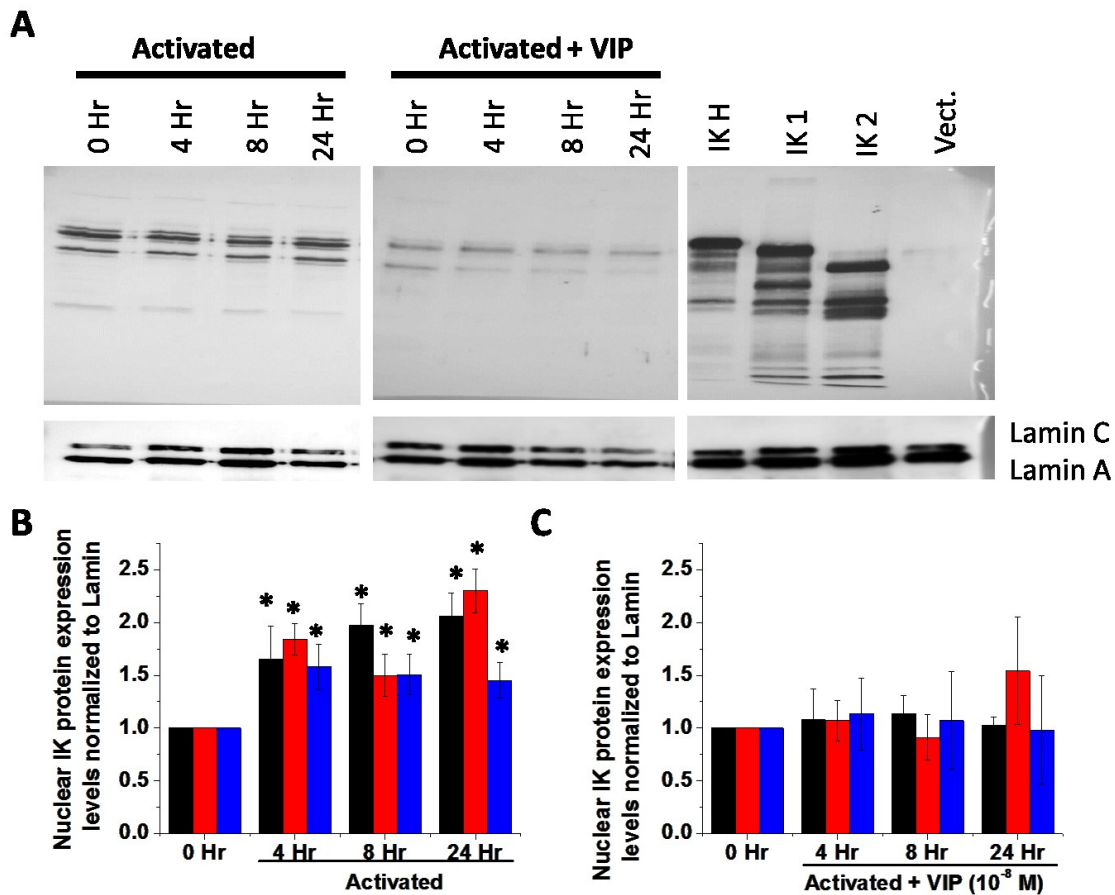 A
Activated
Activated + VIP
0 Hr
4 Hr
8 Hr
24 Hr
0 Hr
4 Hr
8 Hr
24 Hr
IK H
IK 1
IK 2
Vect.
Lamin C
Lamin A
B
Nuclear IK protein expression
levels normalized to Lamin
2.5
2.0
1.5
1.0
0.5
0.0
* * *
* * *
* * *
0 Hr
4 Hr
8 Hr
24 Hr
Activated
C
Nuclear IK protein expression
levels normalized to Lamin
2.5
2.0
1.5
1.0
0.5
0.0
0 Hr
4 Hr
8 Hr
24 Hr
Activated + VIP (10⁻⁸ M)